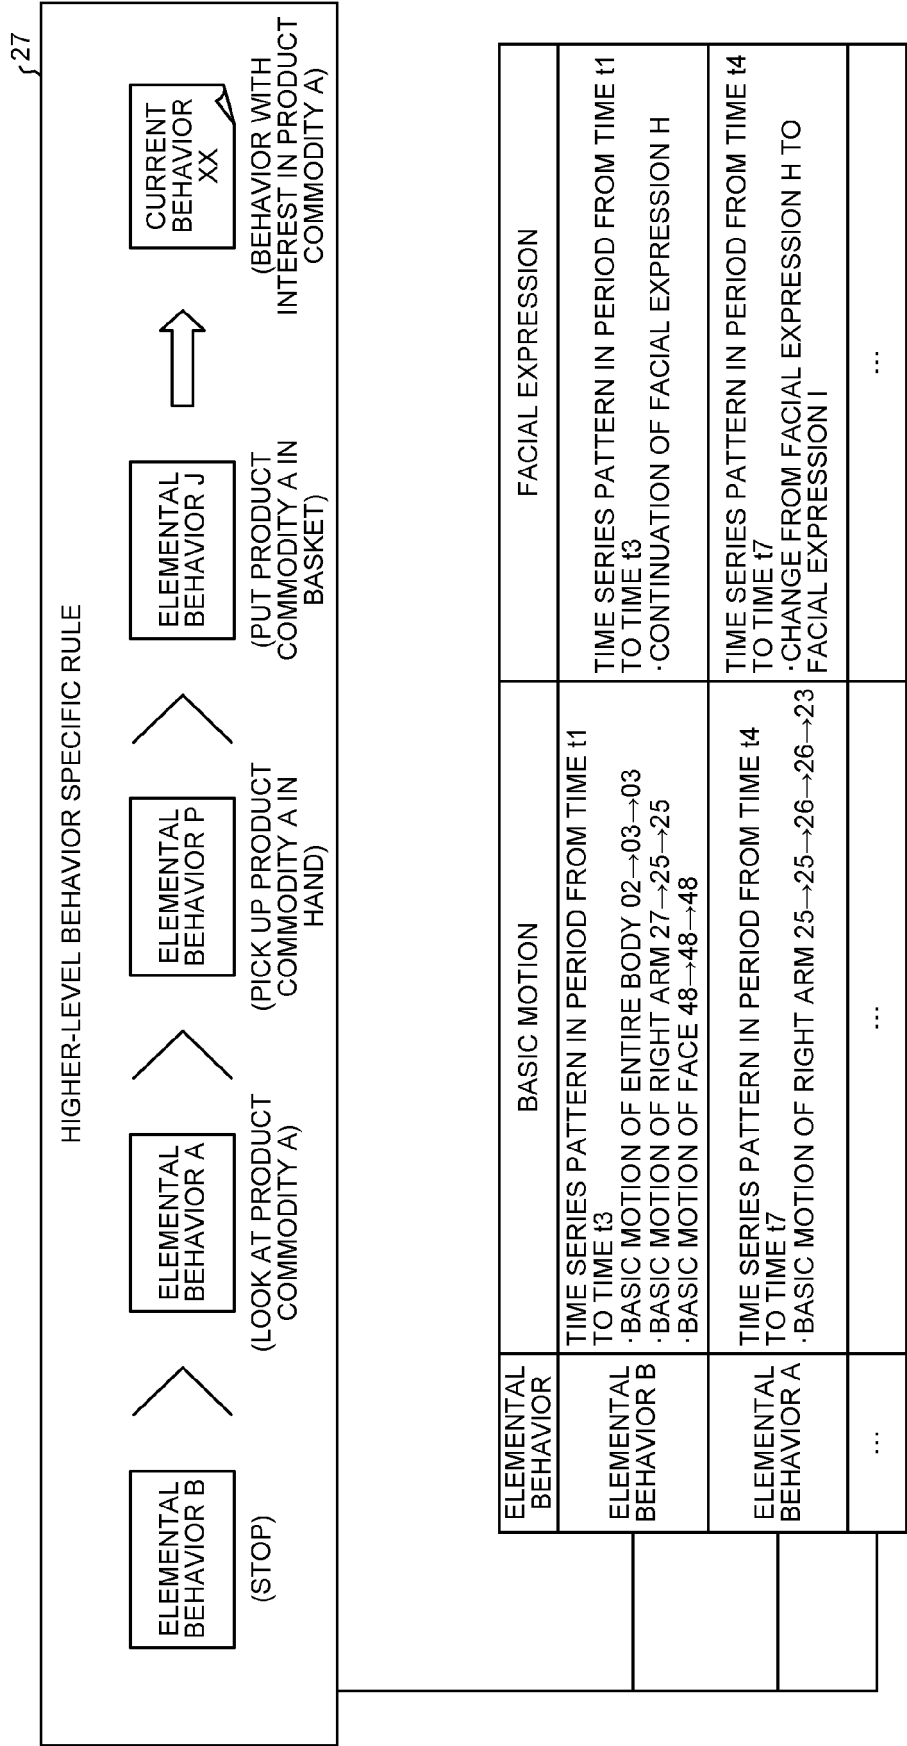 27
HIGHER-LEVEL BEHAVIOR SPECIFIC RULE
ELEMENTAL
BEHAVIOR B
(STOP)
ELEMENTAL
BEHAVIOR A
(LOOK AT PRODUCT
COMMODITY A)
ELEMENTAL
BEHAVIOR P
(PICK UP PRODUCT
COMMODITY A IN
HAND)
ELEMENTAL
BEHAVIOR J
(PUT PRODUCT
COMMODITY A IN
BASKET)
CURRENT
BEHAVIOR
XX
(BEHAVIOR WITH
INTEREST IN PRODUCT
COMMODITY A)
ELEMENTAL
BEHAVIOR
BASIC MOTION
FACIAL EXPRESSION
ELEMENTAL
BEHAVIOR B
TIME SERIES PATTERN IN PERIOD FROM TIME t1
TO TIME t3
·BASIC MOTION OF ENTIRE BODY 02→03→03
·BASIC MOTION OF RIGHT ARM 27→25→25
·BASIC MOTION OF FACE 48→48→48
TIME SERIES PATTERN IN PERIOD FROM TIME t1
TO TIME t3
·CONTINUATION OF FACIAL EXPRESSION H
ELEMENTAL
BEHAVIOR A
TIME SERIES PATTERN IN PERIOD FROM TIME t4
TO TIME t7
·BASIC MOTION OF RIGHT ARM 25→25→26→26→23
TIME SERIES PATTERN IN PERIOD FROM TIME t4
TO TIME t7
·CHANGE FROM FACIAL EXPRESSION H TO
FACIAL EXPRESSION I
...
...
...